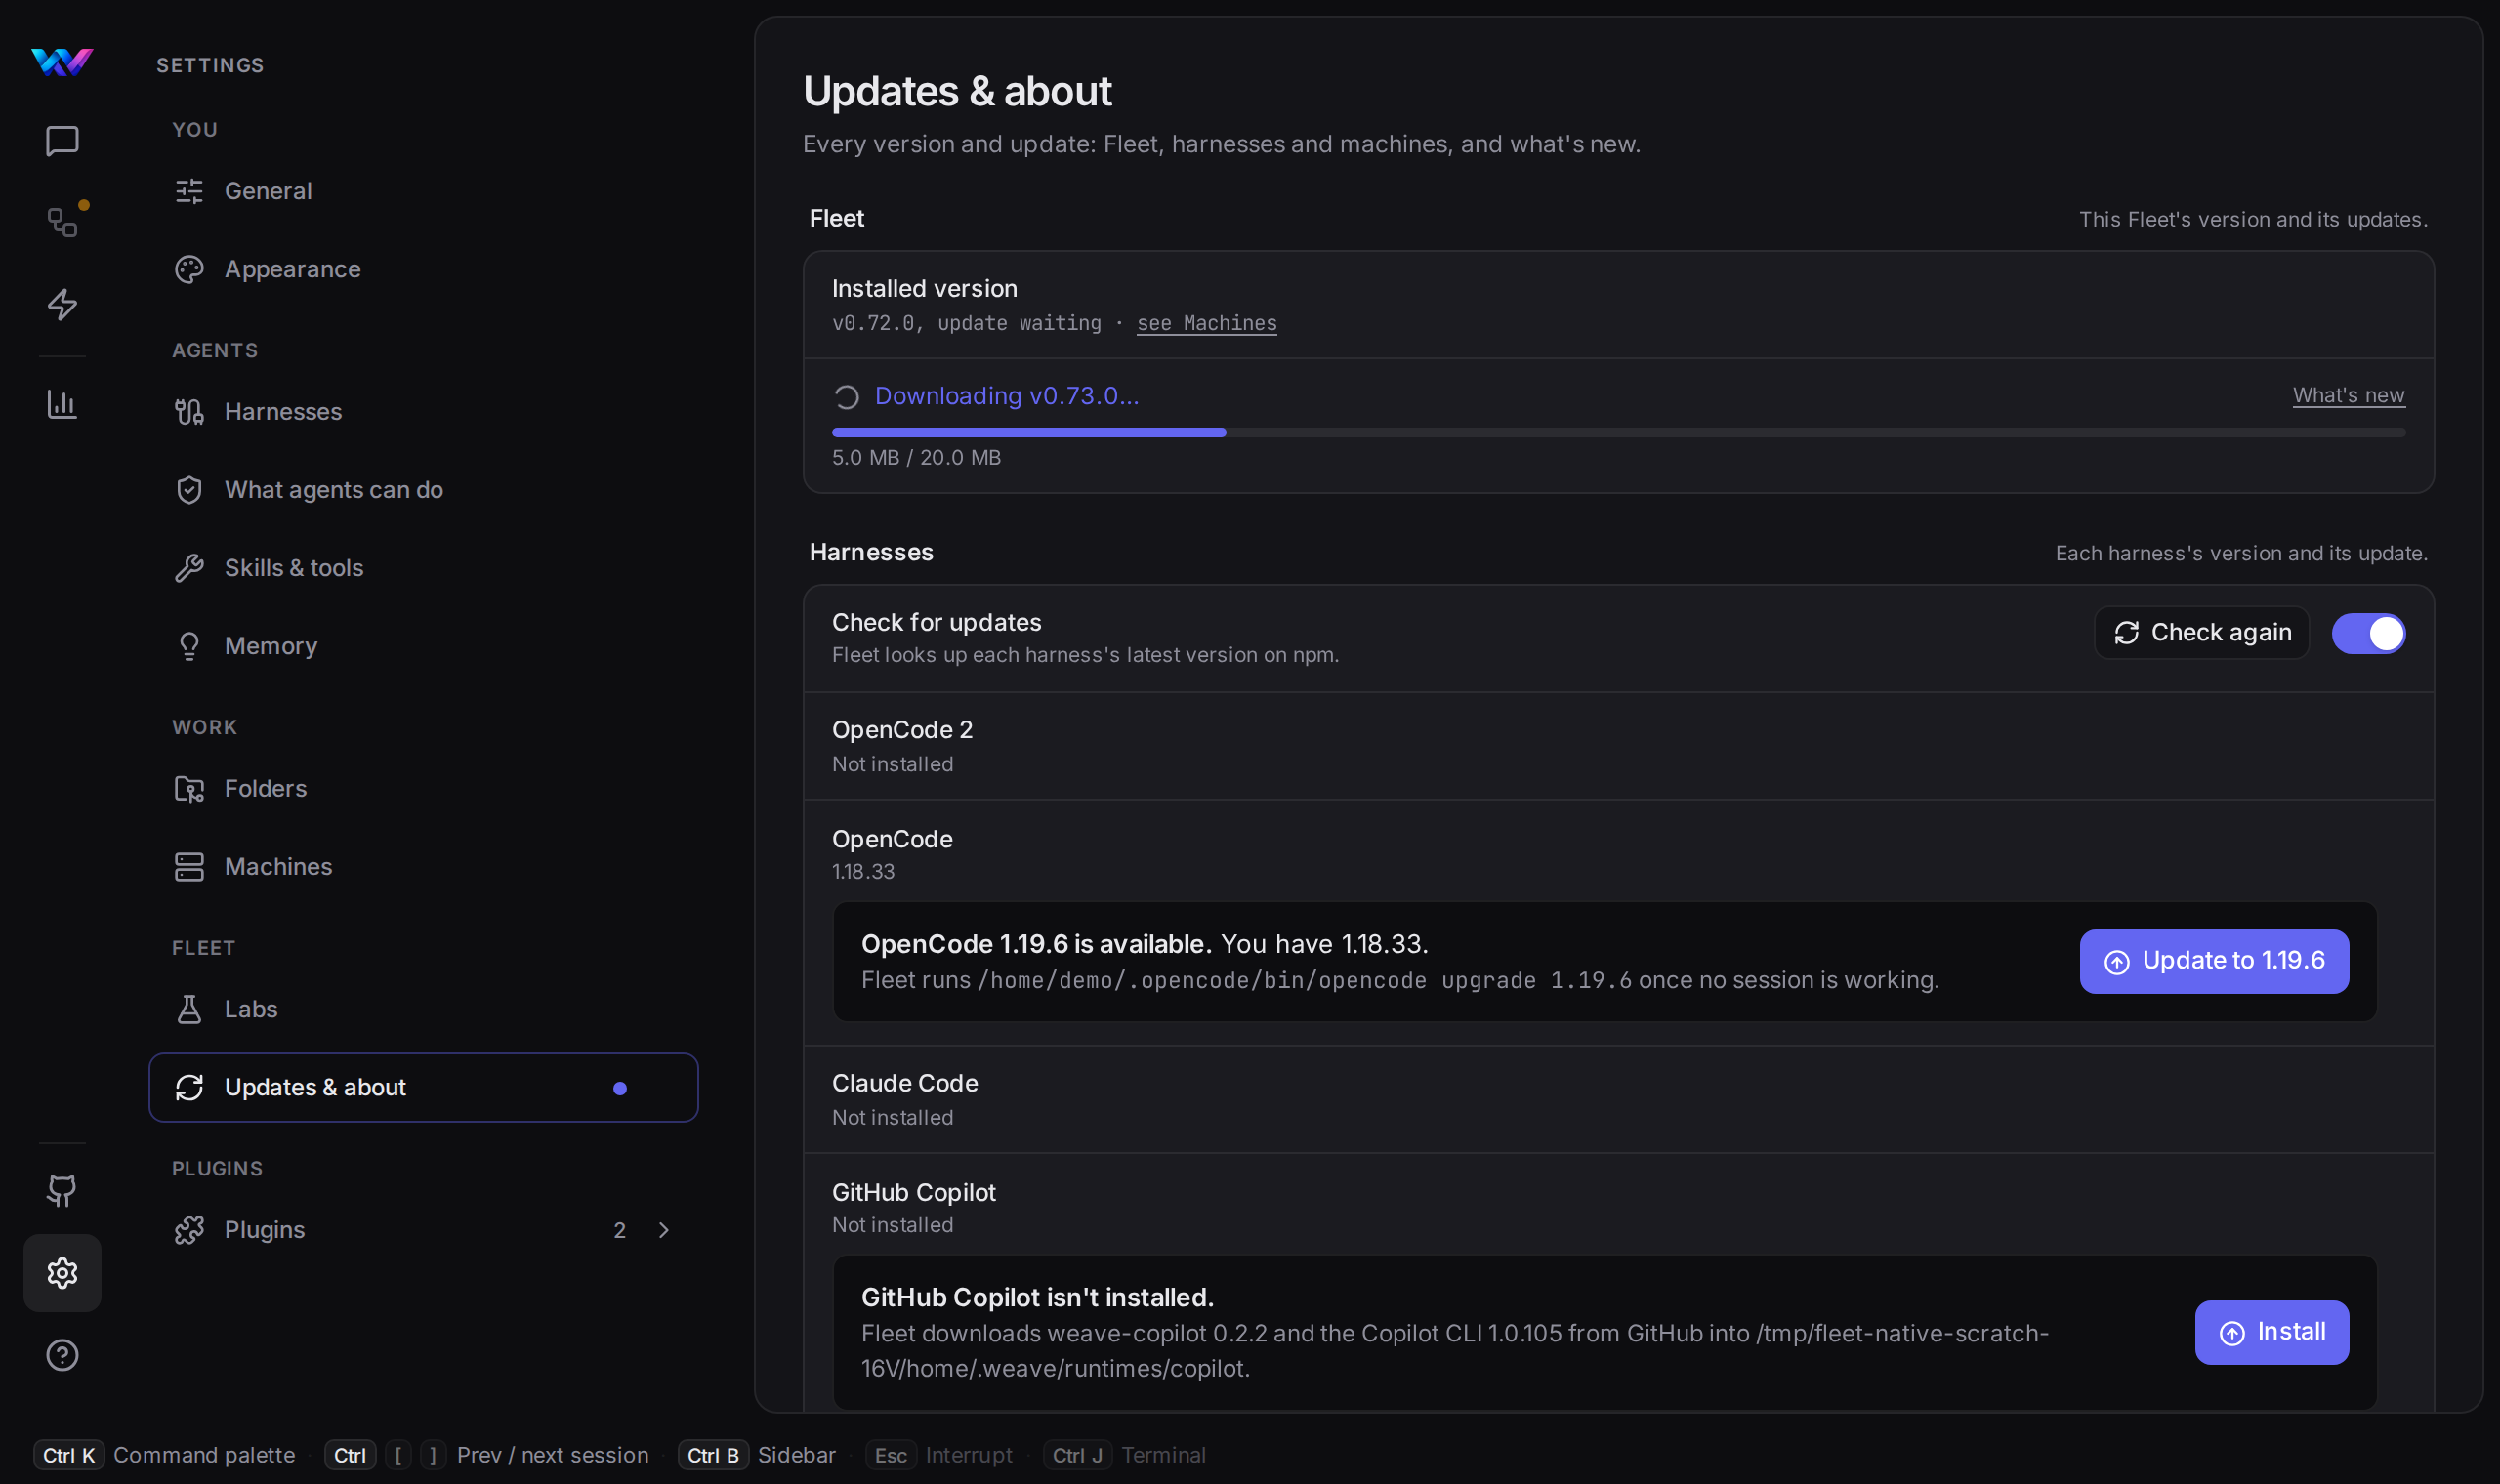 SETTINGS
YOU
General
Appearance
AGENTS
Harnesses
What agents can do
Skills & tools
Memory
WORK
Folders
Machines
FLEET
Labs
Updates & about
PLUGINS
Plugins 2
Updates & about
Every version and update: Fleet, harnesses and machines, and what's new.
Fleet
This Fleet's version and its updates.
Installed version
v0.72.0, update waiting · see Machines
Downloading v0.73.0...
What's new
5.0 MB / 20.0 MB
Harnesses
Each harness's version and its update.
Check for updates
Fleet looks up each harness's latest version on npm.
Check again
OpenCode 2
Not installed
OpenCode
1.18.33
OpenCode 1.19.6 is available. You have 1.18.33.
Fleet runs /home/demo/.opencode/bin/opencode upgrade 1.19.6 once no session is working.
Update to 1.19.6
Claude Code
Not installed
GitHub Copilot
Not installed
GitHub Copilot isn't installed.
Fleet downloads weave-copilot 0.2.2 and the Copilot CLI 1.0.105 from GitHub into /tmp/fleet-native-scratch-
16V/home/.weave/runtimes/copilot.
Install
Ctrl K Command palette · Ctrl [ ] Prev / next session · Ctrl B Sidebar · Esc Interrupt · Ctrl J Terminal